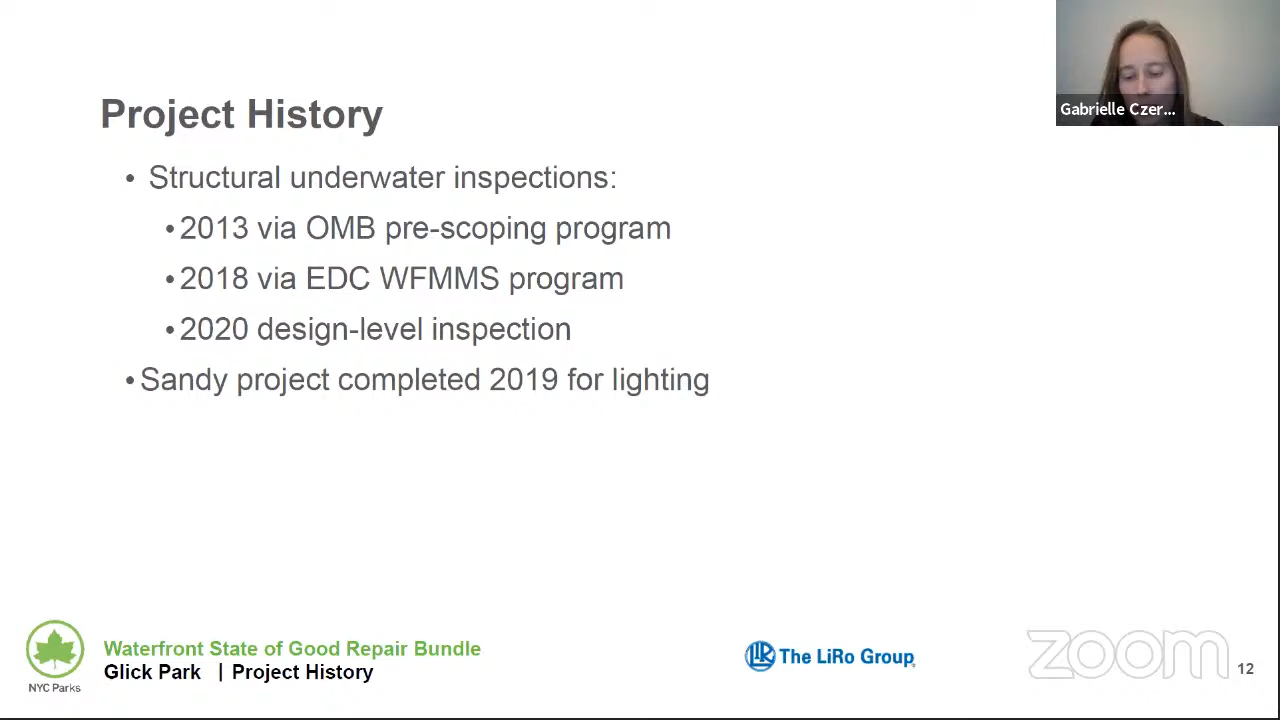 Gabrielle Czer...
Project History
• Structural underwater inspections:
•2013 via OMB pre-scoping program
•2018 via EDC WFMMS program
•2020 design-level inspection
•Sandy project completed 2019 for lighting
NYC Parks
Waterfront State of Good Repair Bundle
Glick Park | Project History
LiRo
The LiRo Group
zoom
12